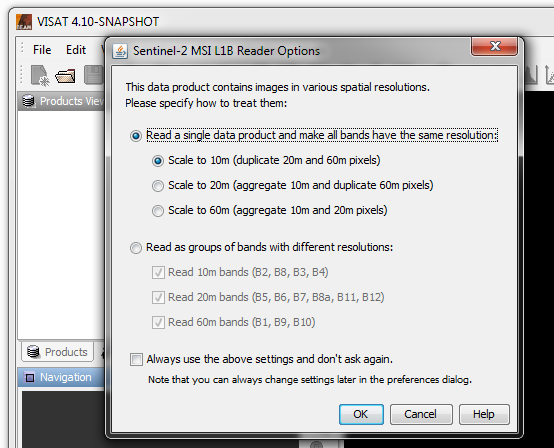 VISAT 4.10-SNAPSHOT
File Edit
Products View
Sentinel-2 MSI L1B Reader Options
This data product contains images in various spatial resolutions.
Please specify how to treat them:
Read a single data product and make all bands have the same resolution:
Scale to 10m (duplicate 20m and 60m pixels)
Scale to 20m (aggregate 10m and duplicate 60m pixels)
Scale to 60m (aggregate 10m and 20m pixels)
Read as groups of bands with different resolutions:
Read 10m bands (B2, B8, B3, B4)
Read 20m bands (B5, B6, B7, B8a, B11, B12)
Read 60m bands (B1, B9, B10)
Always use the above settings and don't ask again.
Note that you can always change settings later in the preferences dialog.
OK Cancel Help
Products
Navigation